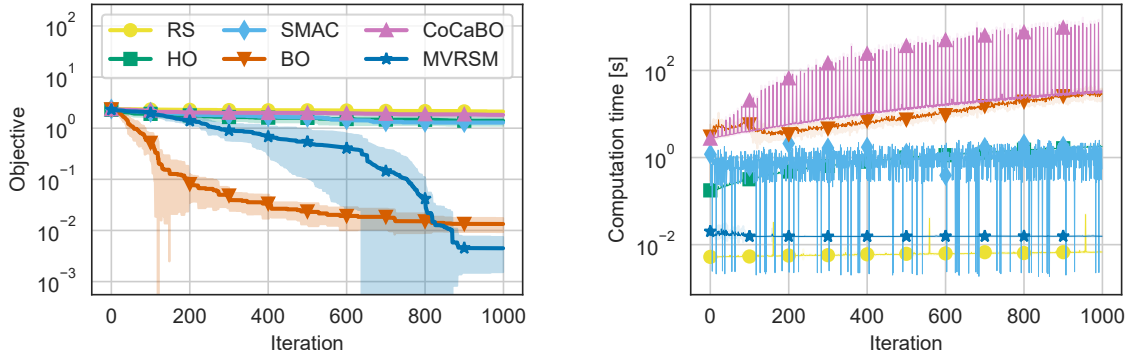 RS SMAC CoCaBO
HO BO MVRSM
10^2
10^1
10^0
10^−1
10^−2
10^−3
Objective
0 200 400 600 800 1000
Iteration
10^2
10^0
10^−2
Computation time [s]
0 200 400 600 800 1000
Iteration